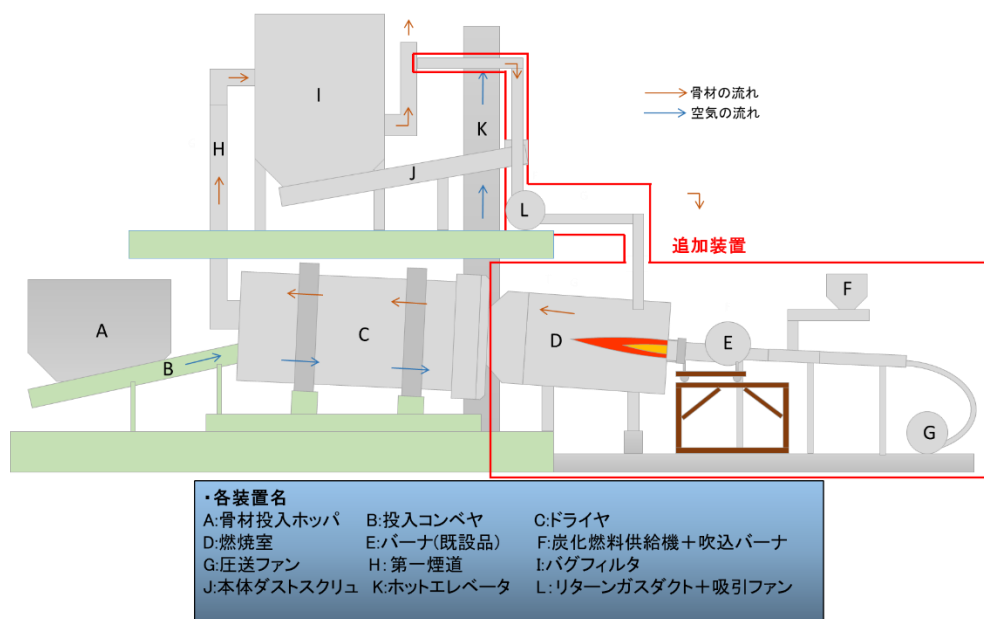 I
骨材の流れ
空気の流れ
K
H
J
L
追加装置
F
A
C
D
E
B
G
・各装置名
A:骨材投入ホッパ B:投入コンベヤ C:ドライヤ
D:燃焼室 E:バーナ(既設品) F:炭化燃料供給機+吹込バーナ
G:圧送ファン H:第一煙道 I:バグフィルタ
J:本体ダストスクリュ K:ホットエレベータ L:リターンガスダクト+吸引ファン